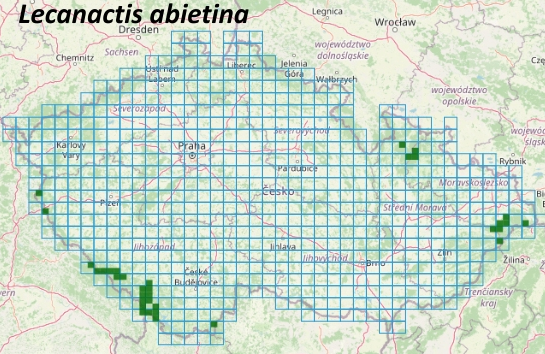 Lecanactis abietina
Legnica
Wrocław
Dresden
Sachsen
Chemnitz
województwo
dolnośląskie
Ústí nad
Labem
Liberec
Jelenia
Góra
Wałbrzych
województwo
opolskie
Severozápad
Severovýchod
Karlovy
Vary
Praha
Pardubice
Rybnik
Moravskoslezsko
Česko
Plzeň
Střední Morava
Jihozápad
Jihlava
Jihovýchod
Brno
Zlín
České
Budějovice
Žilina
Trenčiansky
kraj